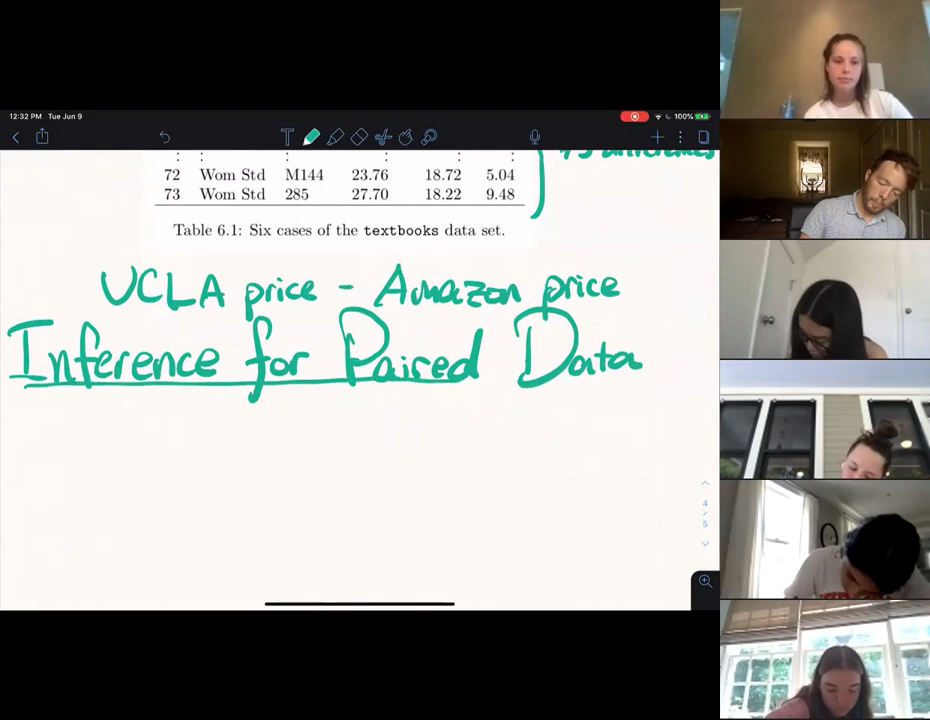 12:32 PM Tue Jun 9
100%
72 Wom Std M144 23.76 18.72 5.04
73 Wom Std 285 27.70 18.22 9.48
Table 6.1: Six cases of the textbooks data set.
UCLA price - Amazon price
Inference for Paired Data
4
/
5